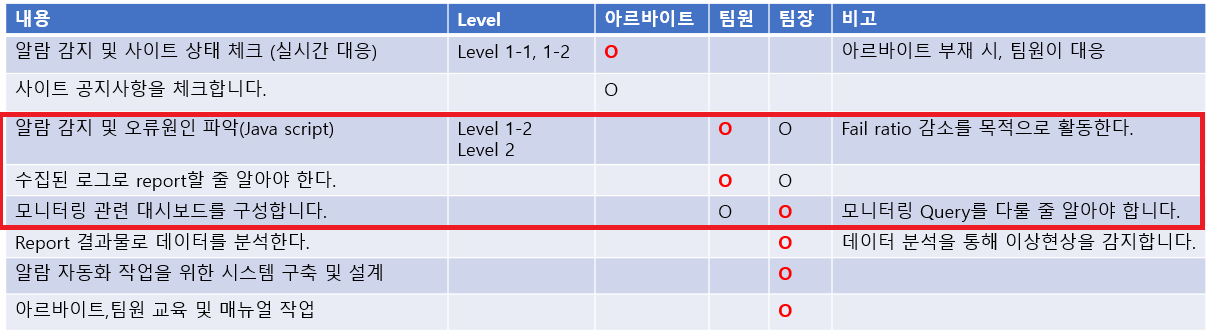 내용 Level 아르바이트 팀원 팀장 비고
알람 감지 및 사이트 상태 체크 (실시간 대응) Level 1-1, 1-2 O 아르바이트 부재 시, 팀원이 대응
사이트 공지사항을 체크합니다. O
알람 감지 및 오류원인 파악(Java script) Level 1-2 O O Fail ratio 감소를 목적으로 활동한다.
Level 2
수집된 로그로 report할 줄 알아야 한다. O O
모니터링 관련 대시보드를 구성합니다. O O 모니터링 Query를 다룰 줄 알아야 합니다.
Report 결과물로 데이터를 분석한다. O 데이터 분석을 통해 이상현상을 감지합니다.
알람 자동화 작업을 위한 시스템 구축 및 설계 O
아르바이트,팀원 교육 및 매뉴얼 작업 O